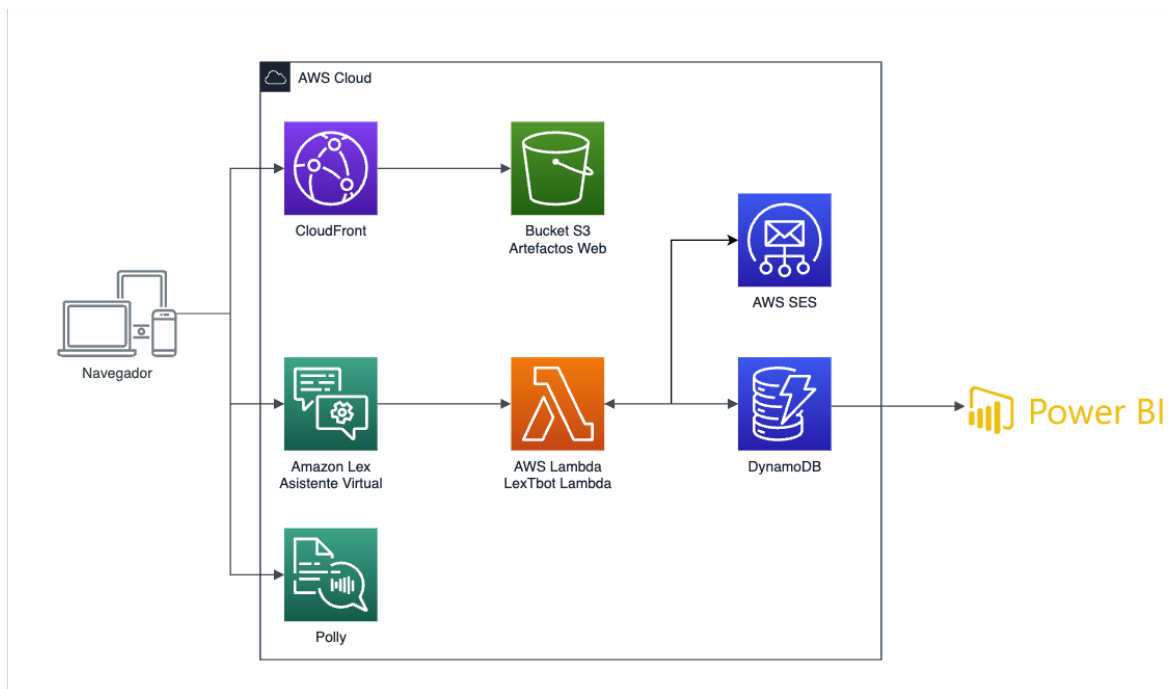 AWS Cloud
CloudFront
Bucket S3
Artefactos Web
AWS SES
Navegador
Amazon Lex
Asistente Virtual
AWS Lambda
LexTbot Lambda
DynamoDB
Power BI
Polly